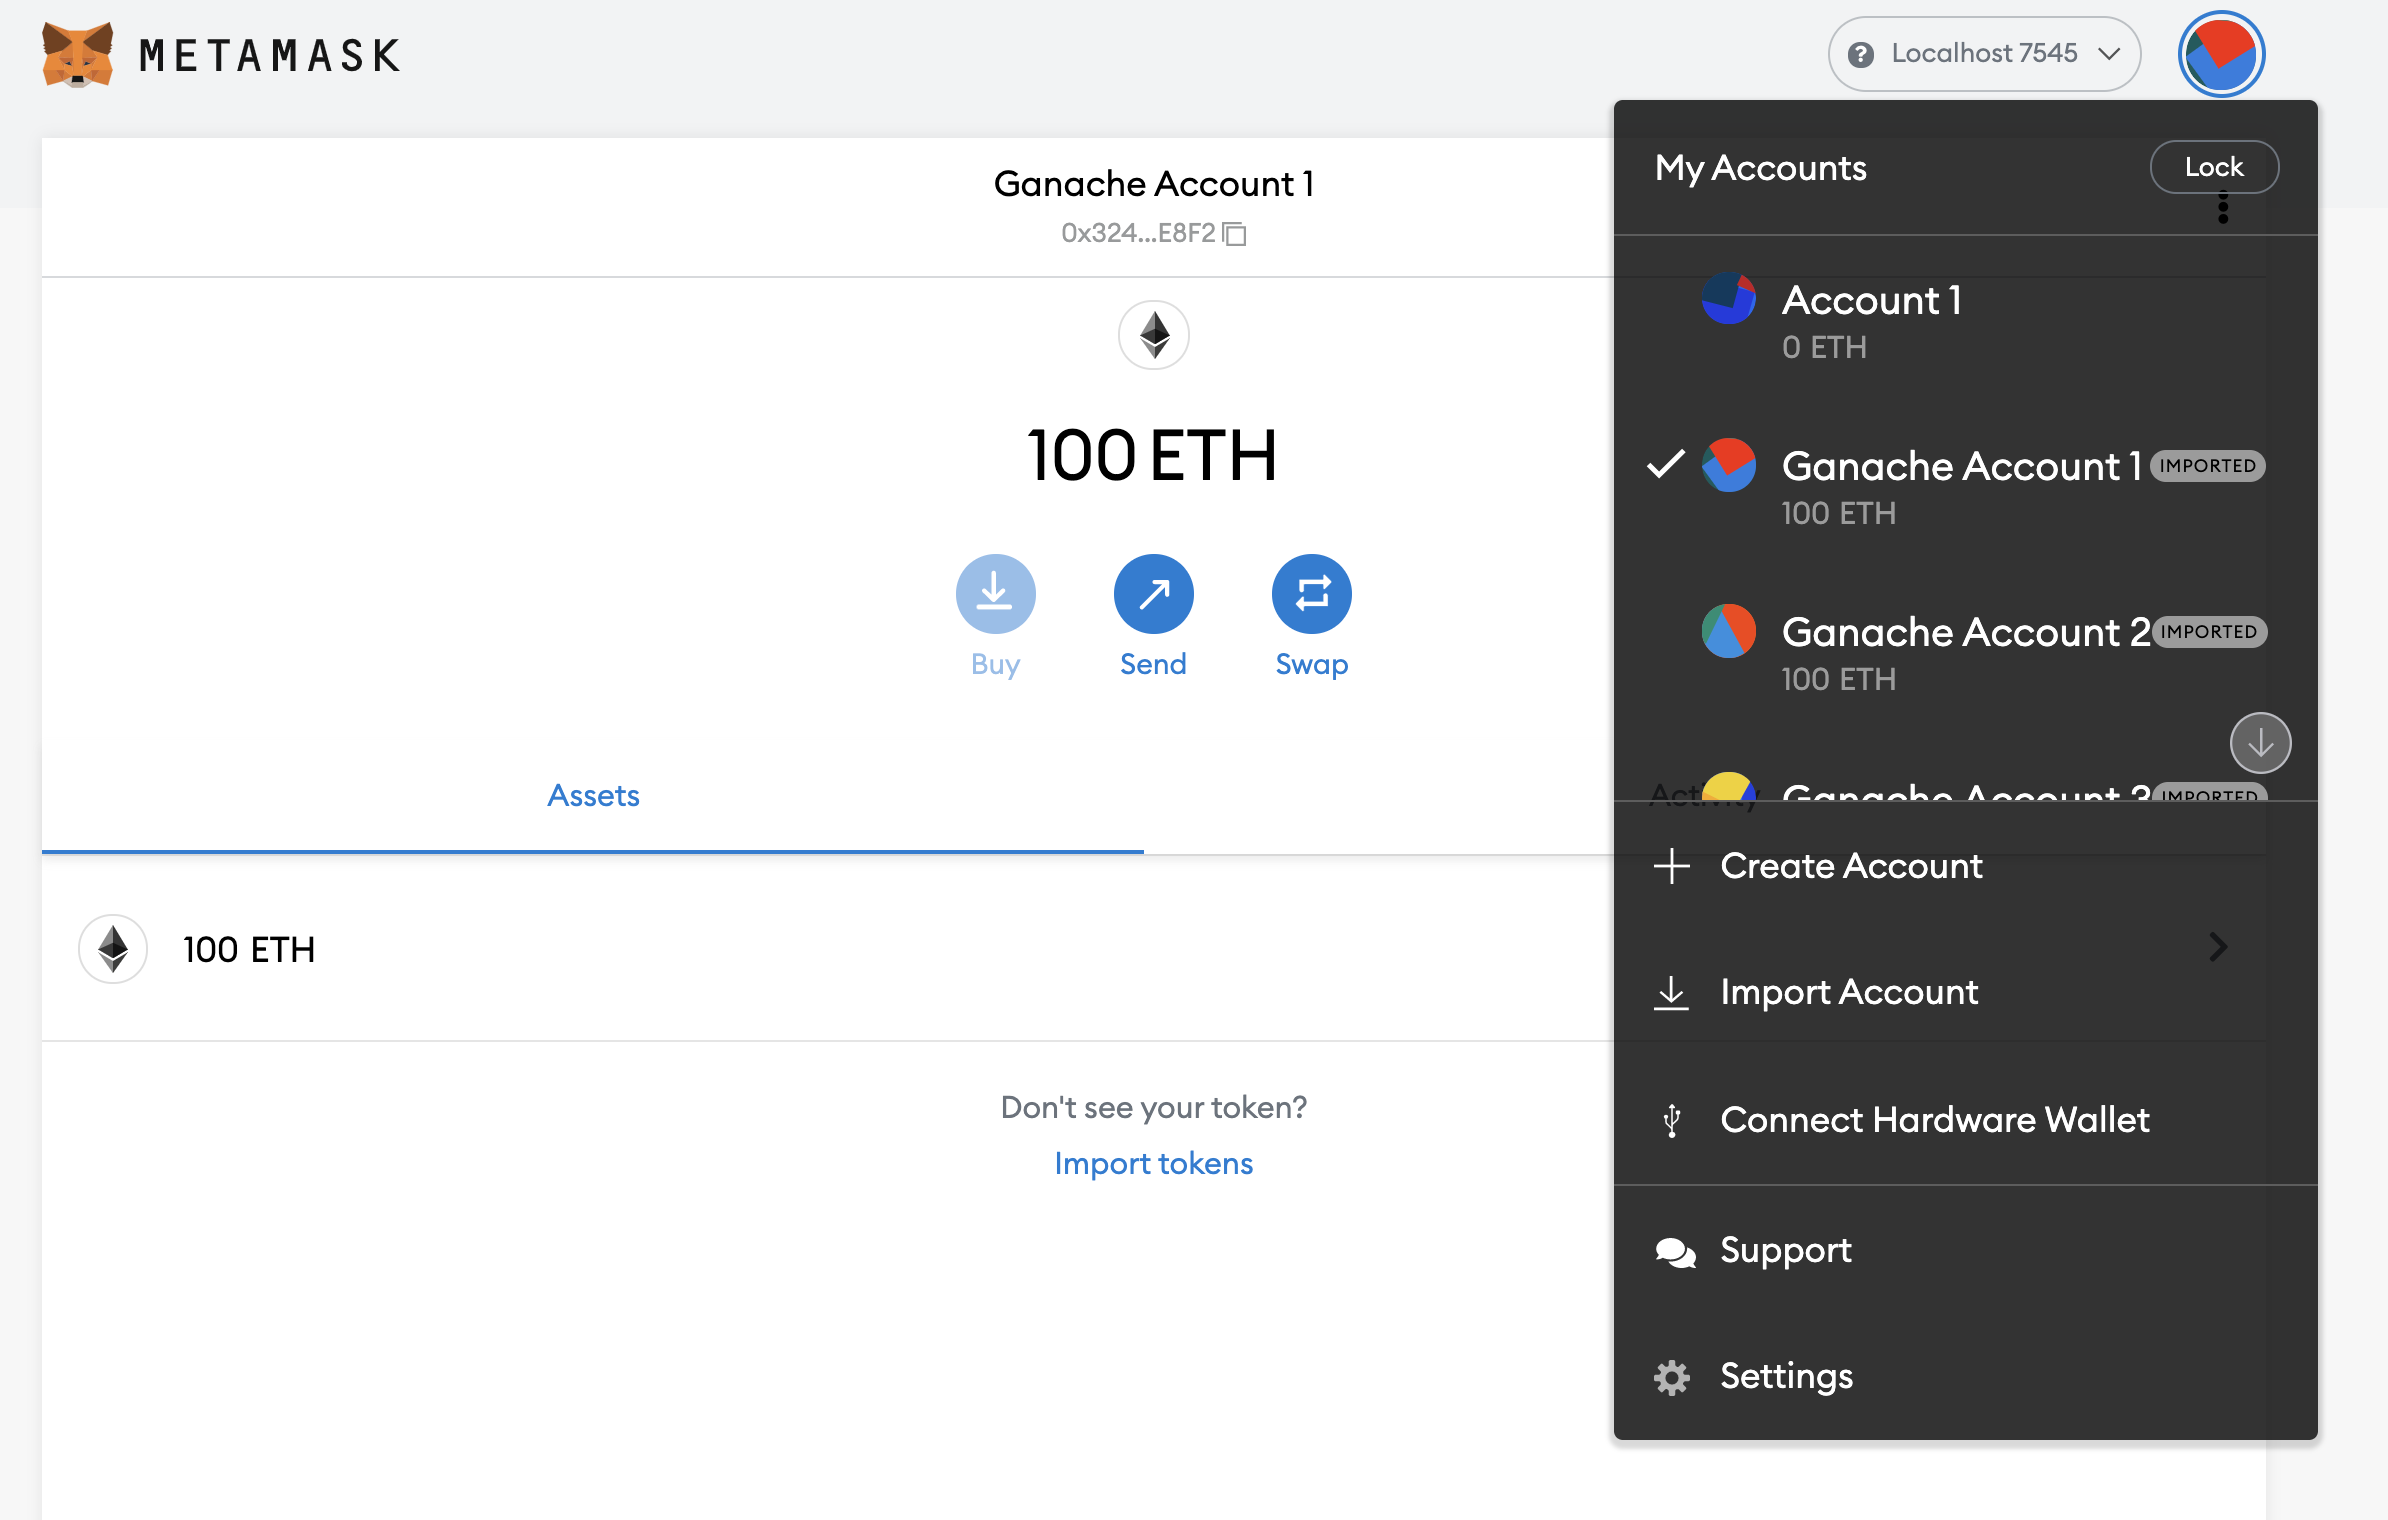 METAMASK
Localhost 7545
Ganache Account 1
0x324...E8F2
100 ETH
Buy
Send
Swap
Assets
Activity
100 ETH
Don't see your token?
Import tokens
My Accounts
Lock
Account 1
0 ETH
Ganache Account 1 IMPORTED
100 ETH
Ganache Account 2 IMPORTED
100 ETH
Ganache Account 3 IMPORTED
Create Account
Import Account
Connect Hardware Wallet
Support
Settings